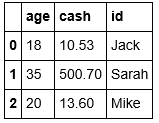 age cash id
0 18 10.53 Jack
1 35 500.70 Sarah
2 20 13.60 Mike